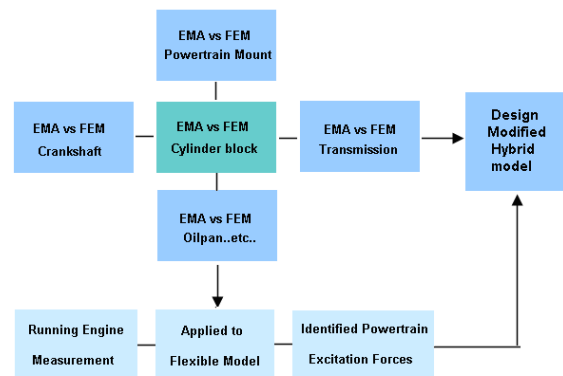 EMA vs FEM
Powertrain Mount
EMA vs FEM
Crankshaft
EMA vs FEM
Cylinder block
EMA vs FEM
Transmission
Design
Modified
Hybrid
model
EMA vs FEM
Oilpan..etc..
Running Engine
Measurement
Applied to
Flexible Model
Identified Powertrain
Excitation Forces